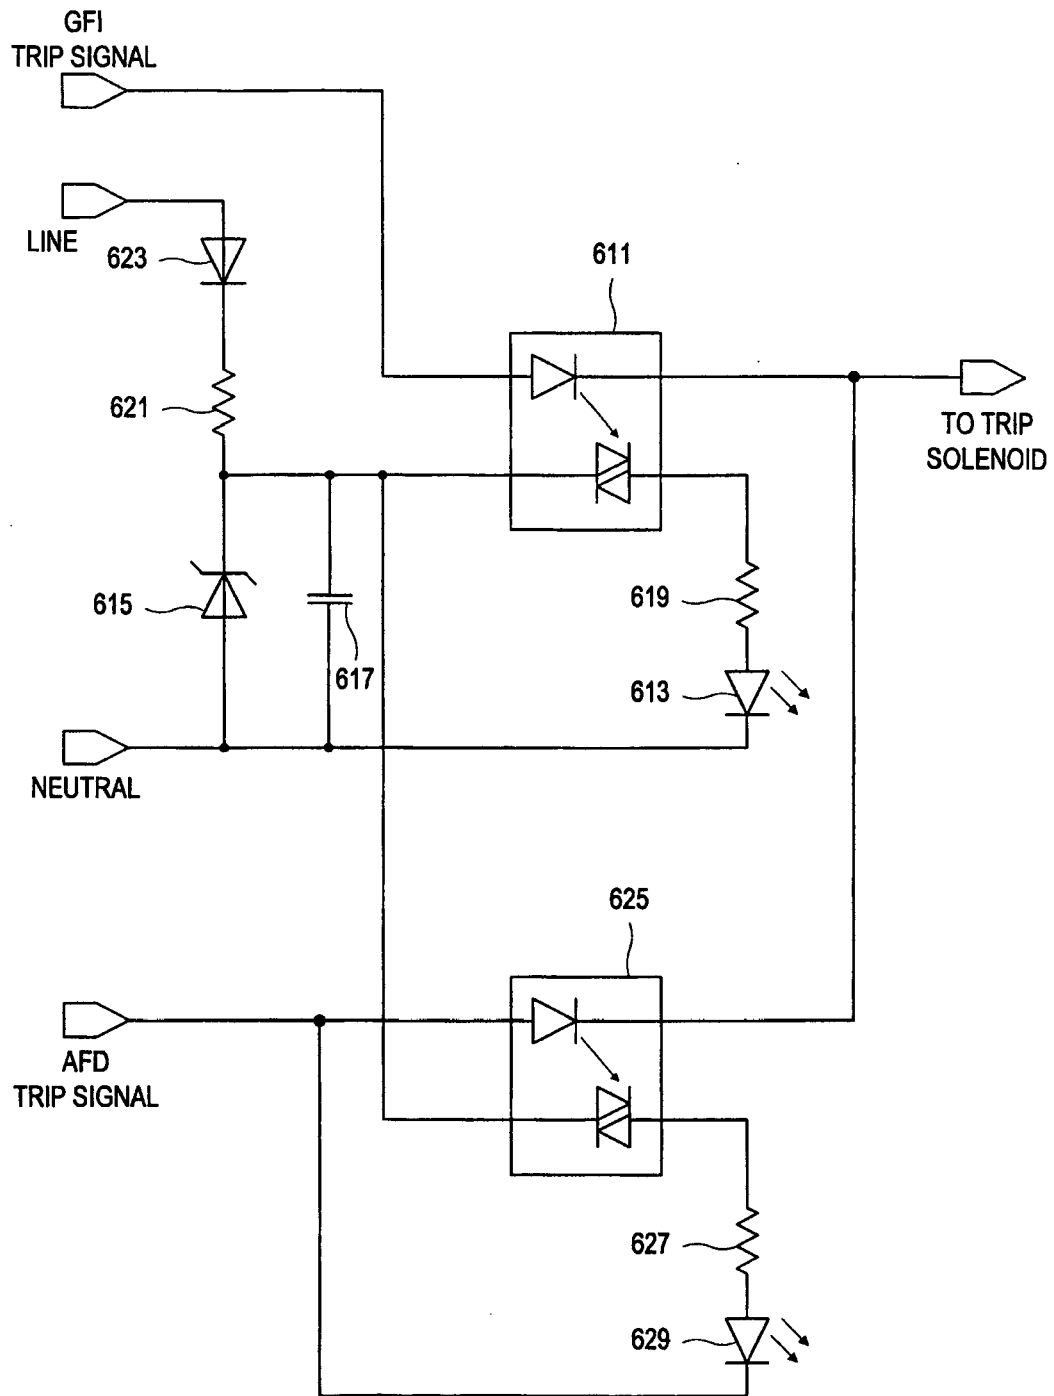 GFI
TRIP SIGNAL
LINE
623
611
621
TO TRIP
SOLENOID
615
617
619
613
NEUTRAL
625
AFD
TRIP SIGNAL
627
629